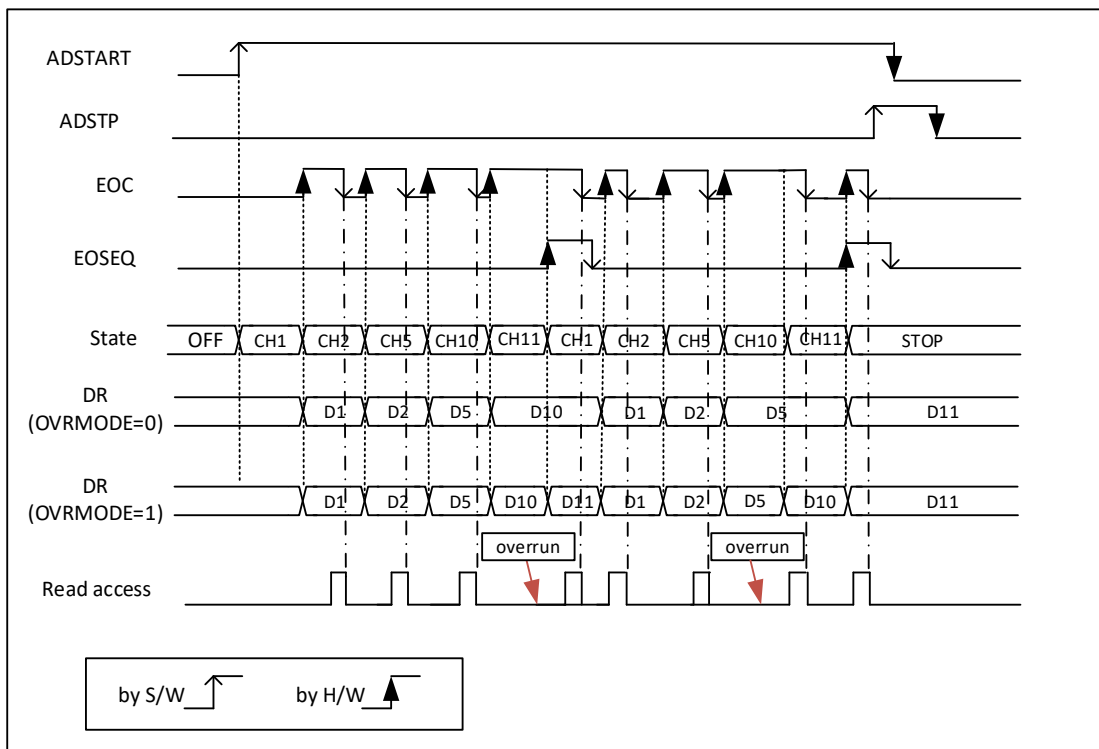 ADSTART
ADSTP
EOC
EOSEQ
State OFF CH1 CH2 CH5 CH10 CH11 CH1 CH2 CH5 CH10 CH11 STOP
DR
(OVRMODE=0) D1 D2 D5 D10 D1 D2 D5 D11
DR
(OVRMODE=1) D1 D2 D5 D10 D11 D1 D2 D5 D10 D11
overrun overrun
Read access
by S/W by H/W